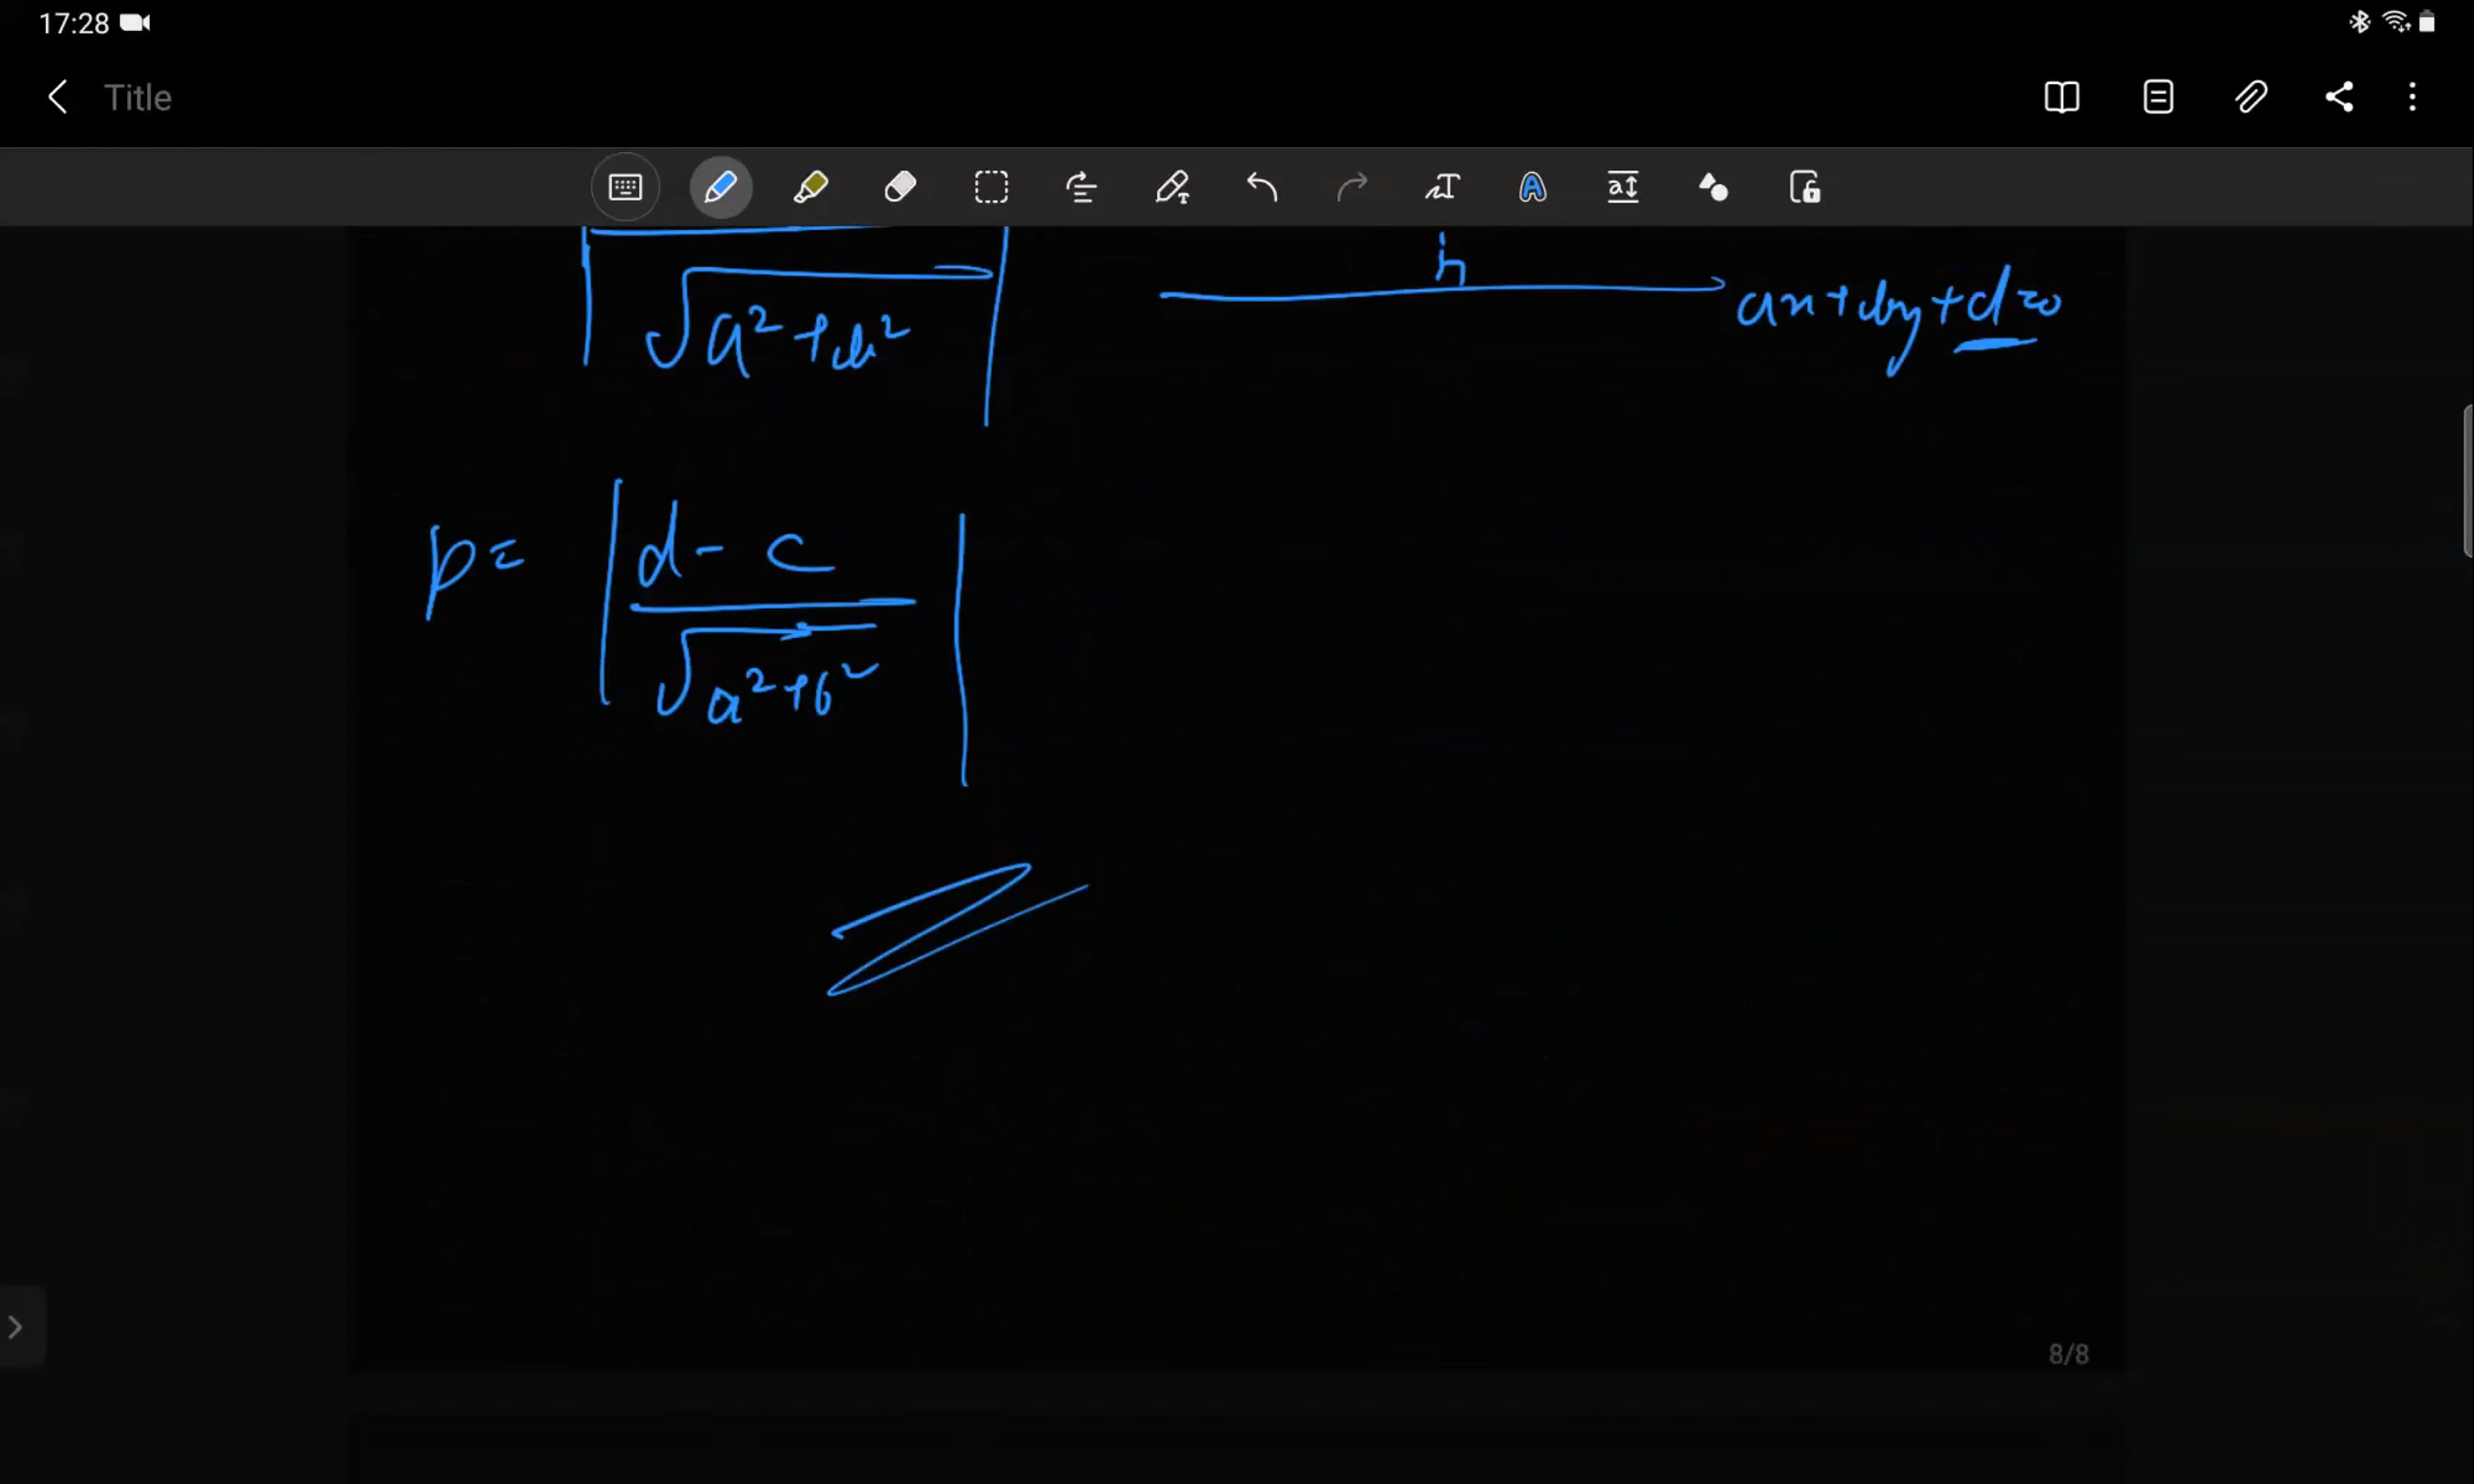 17:28
Title
√a²+b²
h
ax+by+d=0
p= | d - c / √a²+b² |
8/8